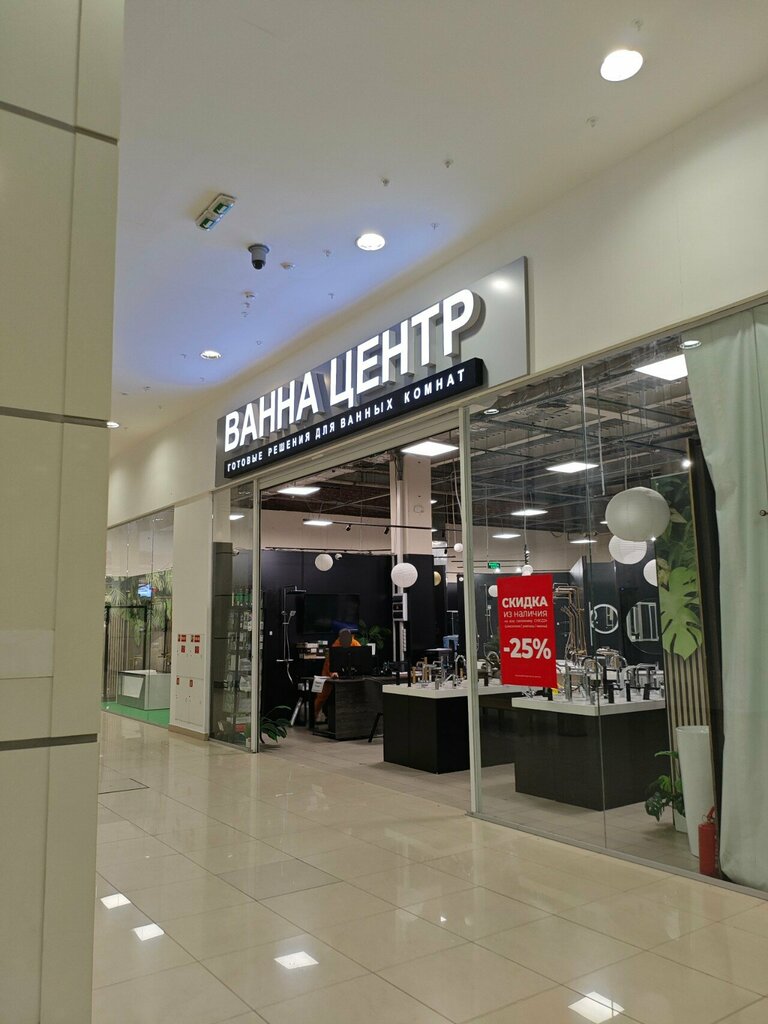 ВАННА ЦЕНТР
ГОТОВЫЕ РЕШЕНИЯ ДЛЯ ВАННЫХ КОМНАТ
СКИДКА
из наличия
-25%